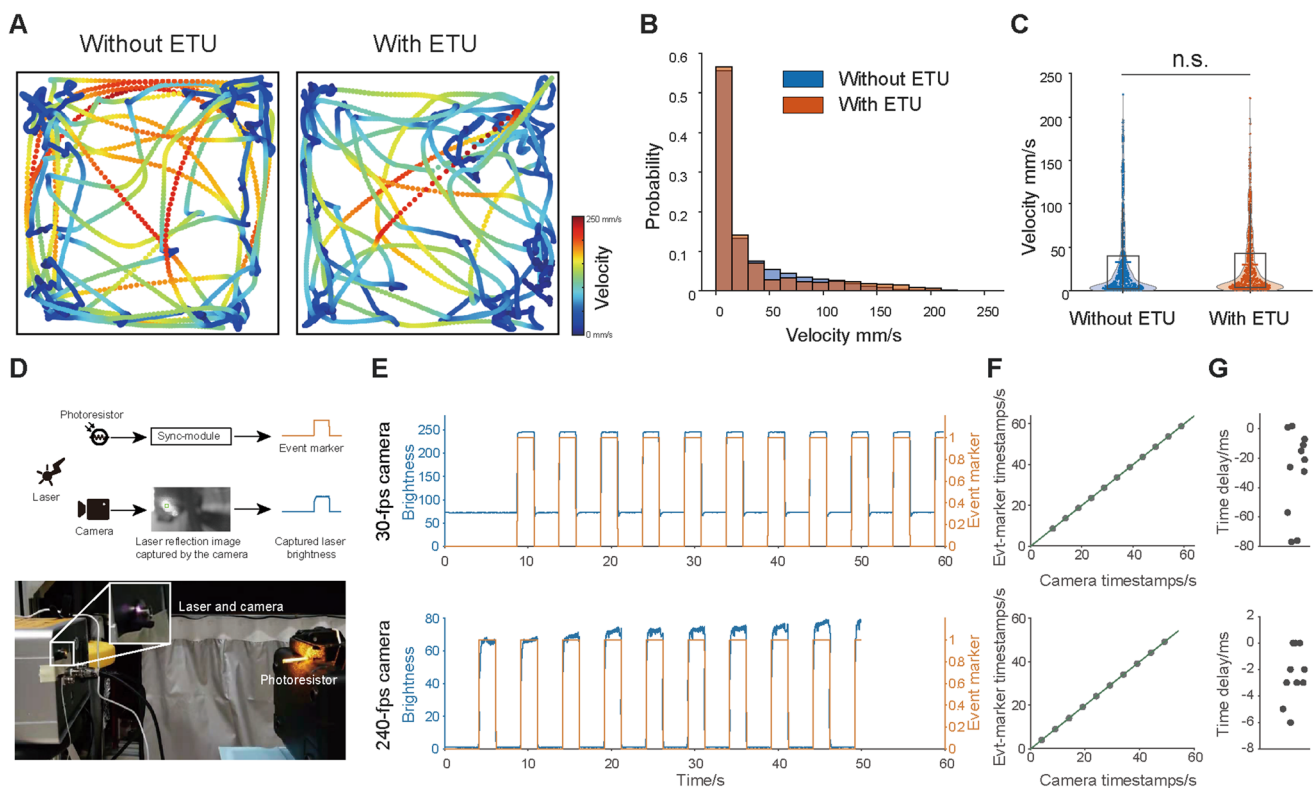 A
Without ETU
With ETU
250 mm/s
Velocity
0 mm/s
B
0.6
0.5
0.4
0.3
0.2
0.1
0
Probability
Without ETU
With ETU
0
50
100
150
200
250
Velocity mm/s
C
n.s.
250
200
150
100
50
0
Velocity mm/s
Without ETU
With ETU
D
Photoresistor
Sync-module
Event marker
Laser
Camera
Laser reflection image
captured by the camera
Captured laser
brightness
Laser and camera
Photoresistor
E
30-fps camera
Brightness
250
200
150
100
50
0
1
0.8
0.6
0.4
0.2
0
Event marker
0
10
20
30
40
50
60
240-fps camera
Brightness
80
60
40
20
0
1
0.8
0.6
0.4
0.2
0
Event marker
0
10
20
30
40
50
60
Time/s
F
Evt-marker timestamps/s
60
40
20
0
0
20
40
60
Camera timestamps/s
Evt-marker timestamps/s
60
40
20
0
0
20
40
60
Camera timestamps/s
G
Time delay/ms
0
-20
-40
-60
-80
Time delay/ms
2
0
-2
-4
-6
-8